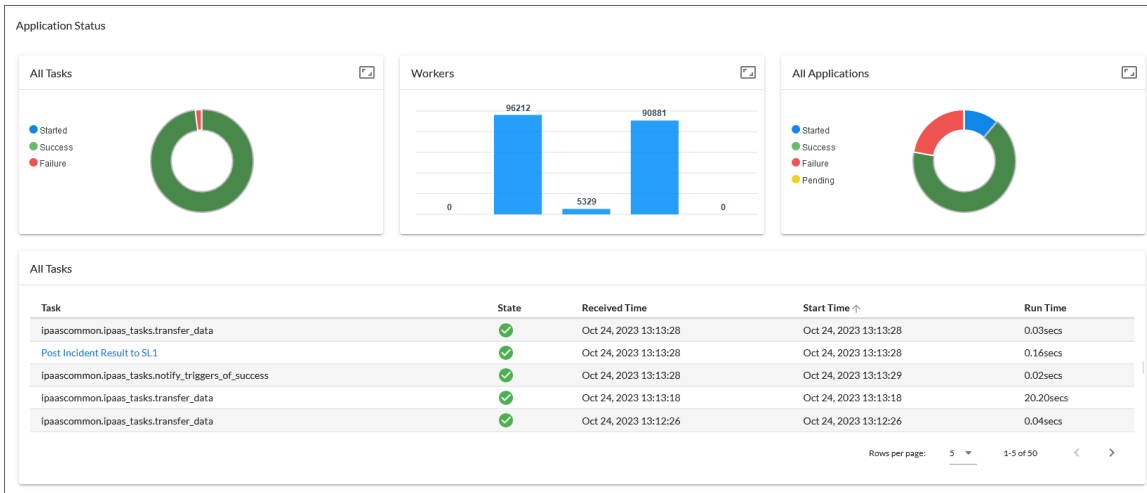 Application Status
All Tasks
Started
Success
Failure
Workers
0
96212
5329
90881
0
All Applications
Started
Success
Failure
Pending
All Tasks
Task State Received Time Start Time ↑ Run Time
ipaascommon.ipaas_tasks.transfer_data Oct 24, 2023 13:13:28 Oct 24, 2023 13:13:28 0.03secs
Post Incident Result to SL1 Oct 24, 2023 13:13:28 Oct 24, 2023 13:13:28 0.16secs
ipaascommon.ipaas_tasks.notify_triggers_of_success Oct 24, 2023 13:13:28 Oct 24, 2023 13:13:29 0.02secs
ipaascommon.ipaas_tasks.transfer_data Oct 24, 2023 13:13:18 Oct 24, 2023 13:13:18 20.20secs
ipaascommon.ipaas_tasks.transfer_data Oct 24, 2023 13:12:26 Oct 24, 2023 13:12:26 0.04secs
Rows per page: 5 1-5 of 50